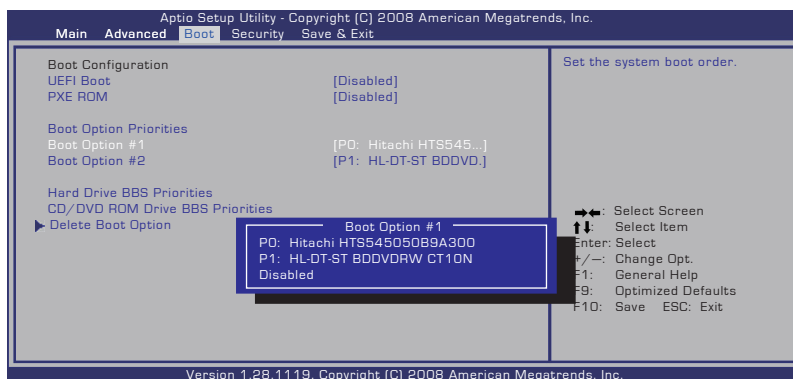 Aptio Setup Utility - Copyright (C) 2008 American Megatrends, Inc.
Main Advanced Boot Security Save & Exit
Boot Configuration
UEFI Boot [Disabled]
PXE ROM [Disabled]
Boot Option Priorities
Boot Option #1 [P0: Hitachi HTS545...]
Boot Option #2 [P1: HL-DT-ST BDDVD.]
Hard Drive BBS Priorities
CD/DVD ROM Drive BBS Priorities
Delete Boot Option
Boot Option #1
P0: Hitachi HTS545050B9A300
P1: HL-DT-ST BDDVDRW CT10N
Disabled
Set the system boot order.
→←: Select Screen
↑↓: Select Item
Enter: Select
+/—: Change Opt.
F1: General Help
F9: Optimized Defaults
F10: Save ESC: Exit
Version 1.28.1119. Copyright (C) 2008 American Megatrends, Inc.